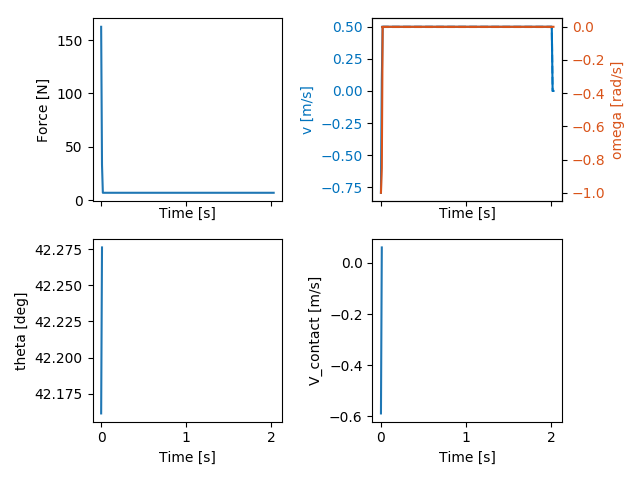 Force [N]
150
100
50
0
Time [s]
v [m/s]
0.50
0.25
0.00
−0.25
−0.50
−0.75
Time [s]
0.0
−0.2
−0.4
−0.6
−0.8
−1.0
omega [rad/s]
theta [deg]
42.275
42.250
42.225
42.200
42.175
0 1 2
Time [s]
V_contact [m/s]
0.0
−0.2
−0.4
−0.6
0 1 2
Time [s]